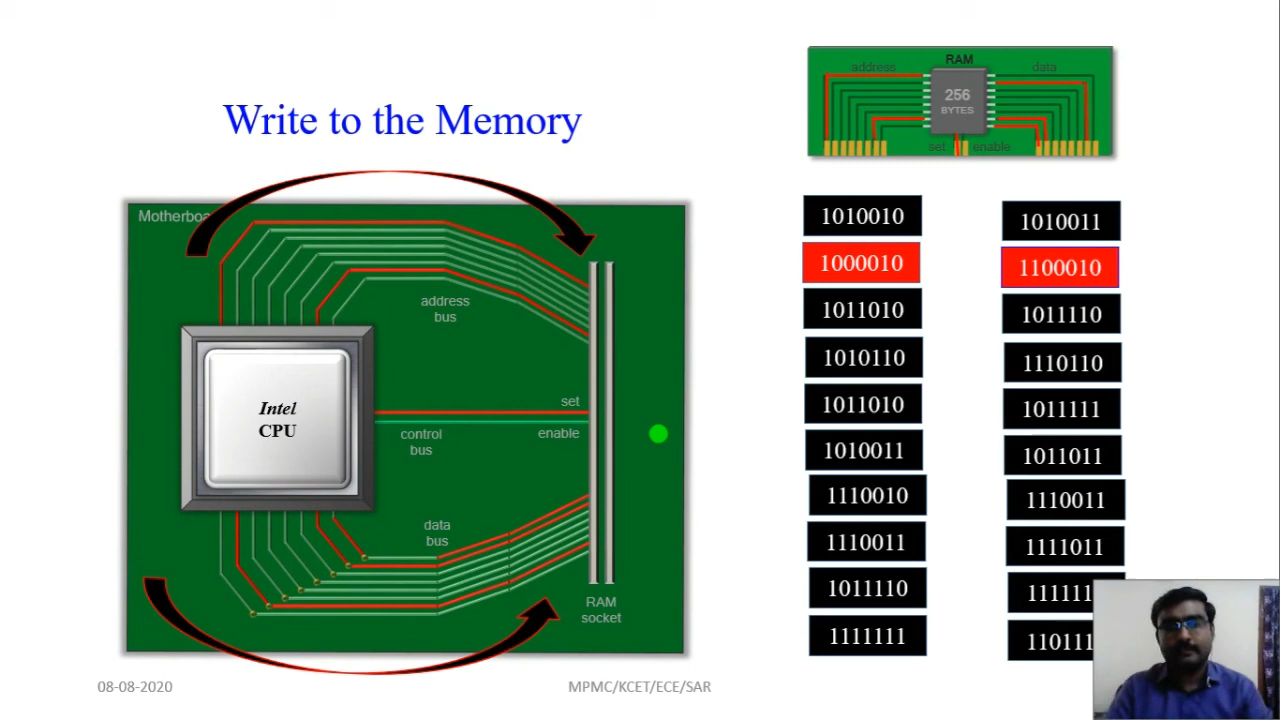 Write to the Memory
RAM
address
data
256
BYTES
set
enable
address
bus
set
control
bus
enable
data
bus
RAM
socket
Intel
CPU
1010010
1000010
1011010
1010110
1011010
1010011
1110010
1110011
1011110
1111111
1010011
1100010
1011110
1110110
1011111
1011011
1110011
1111011
08-08-2020
MPMC/KCET/ECE/SAR